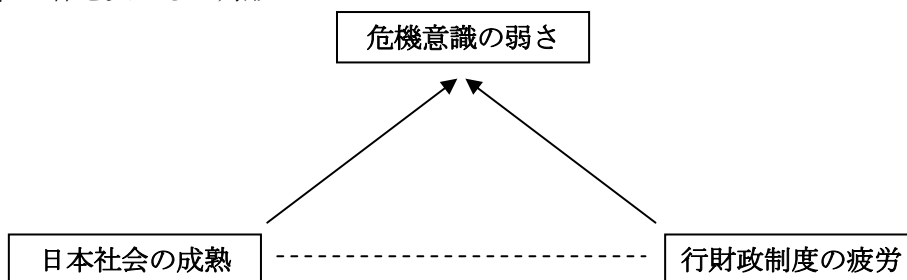 危機意識の弱さ
日本社会の成熟
行財政制度の疲労